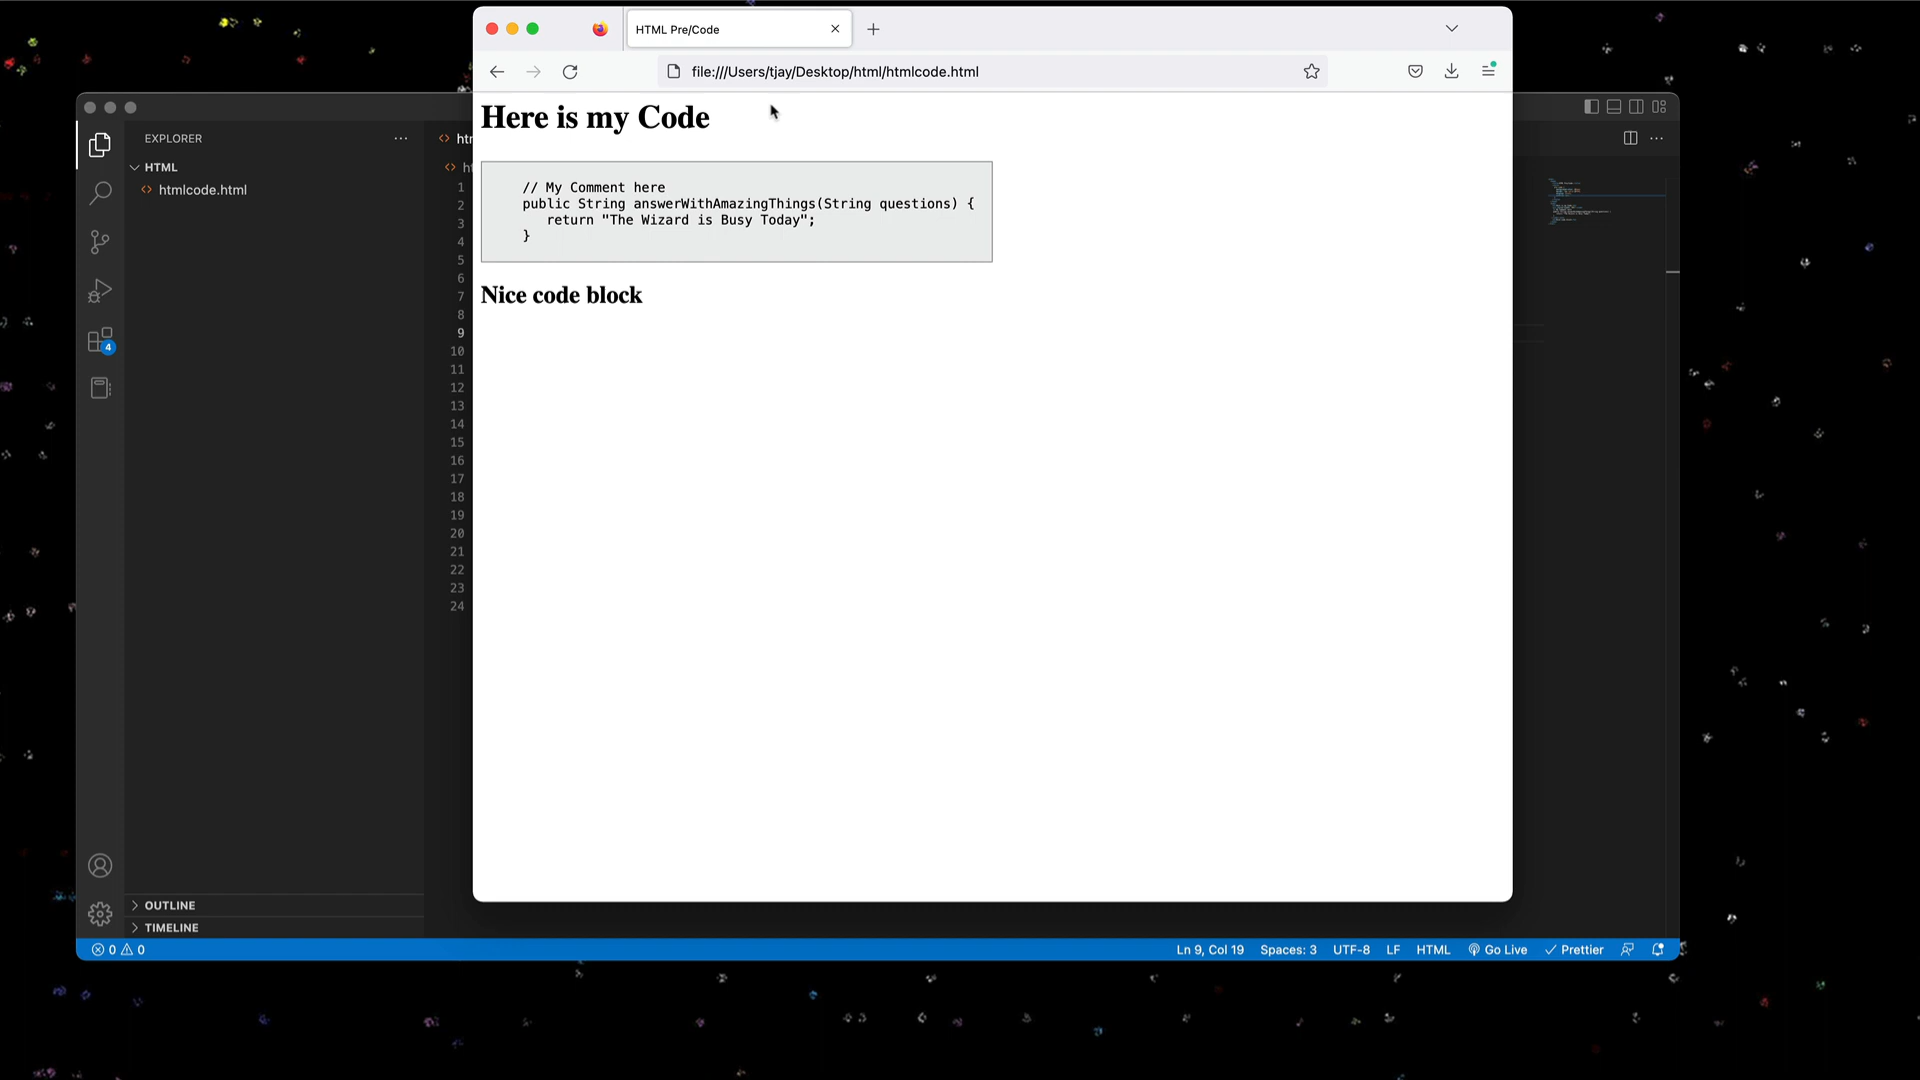 HTML Pre/Code
file:///Users/tjay/Desktop/html/htmlcode.html
Here is my Code
// My Comment here
public String answerWithAmazingThings(String questions) {
return "The Wizard is Busy Today";
}
Nice code block
EXPLORER
HTML
htmlcode.html
4
OUTLINE
TIMELINE
htm
ht
1
2
3
4
5
6
7
8
9
10
11
12
13
14
15
16
17
18
19
20
21
22
23
24
0 0
Ln 9, Col 19 Spaces: 3 UTF-8 LF HTML Go Live Prettier